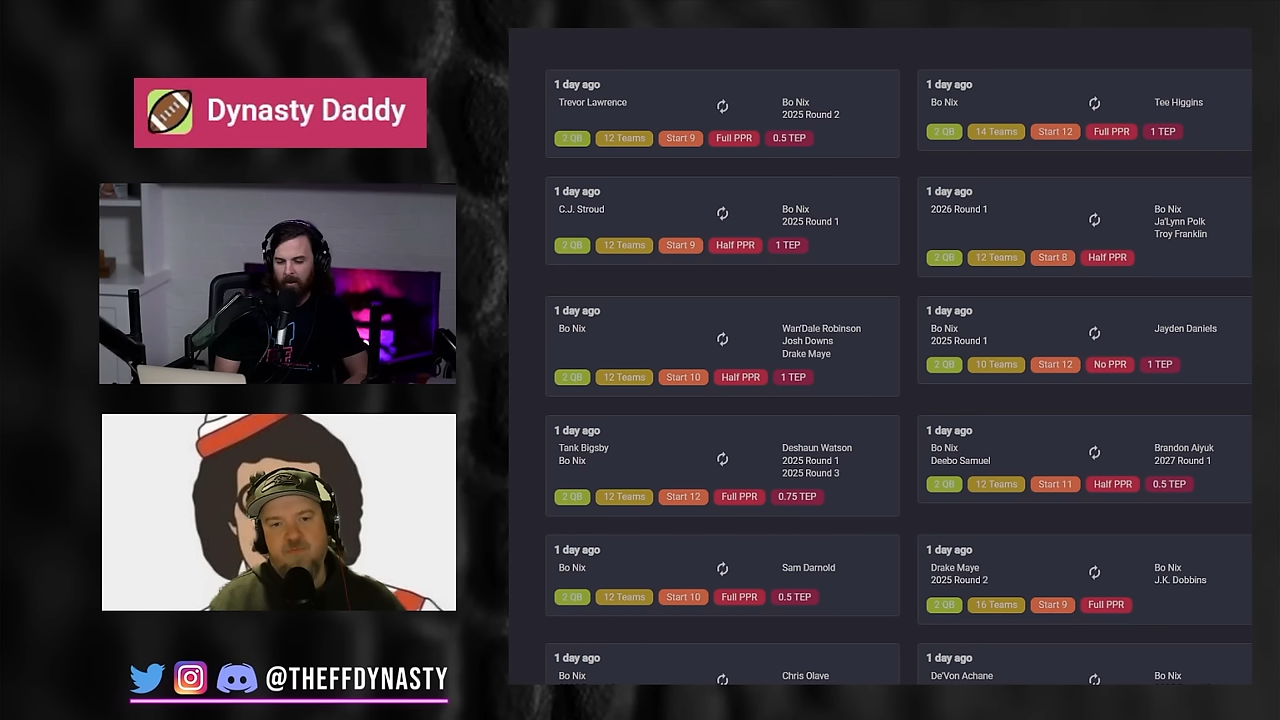 Dynasty Daddy
@THEFFDYNASTY
1 day ago
Trevor Lawrence
Bo Nix
2025 Round 2
2 QB 12 Teams Start 9 Full PPR 0.5 TEP
1 day ago
Bo Nix
Tee Higgins
2 QB 14 Teams Start 12 Full PPR 1 TEP
1 day ago
C.J. Stroud
Bo Nix
2025 Round 1
2 QB 12 Teams Start 9 Half PPR 1 TEP
1 day ago
2026 Round 1
Bo Nix
Ja'Lynn Polk
Troy Franklin
2 QB 12 Teams Start 8 Half PPR
1 day ago
Bo Nix
Wan'Dale Robinson
Josh Downs
Drake Maye
2 QB 12 Teams Start 10 Half PPR 1 TEP
1 day ago
Bo Nix
2025 Round 1
Jayden Daniels
2 QB 10 Teams Start 12 No PPR 1 TEP
1 day ago
Tank Bigsby
Bo Nix
Deshaun Watson
2025 Round 1
2025 Round 3
2 QB 12 Teams Start 12 Full PPR 0.75 TEP
1 day ago
Bo Nix
Deebo Samuel
Brandon Aiyuk
2027 Round 1
2 QB 12 Teams Start 11 Half PPR 0.5 TEP
1 day ago
Bo Nix
Sam Darnold
2 QB 12 Teams Start 10 Full PPR 0.5 TEP
1 day ago
Drake Maye
2025 Round 2
Bo Nix
J.K. Dobbins
2 QB 16 Teams Start 9 Full PPR
1 day ago
Bo Nix
Chris Olave
1 day ago
De'Von Achane
Bo Nix